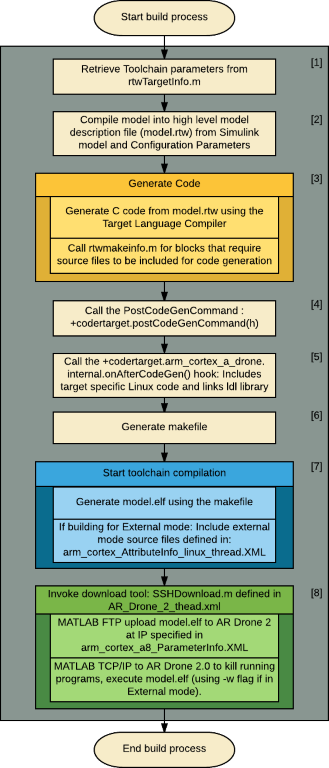 Start build process
[1]
Retrieve Toolchain parameters from
rtwTargetInfo.m
[2]
Compile model into high level model
description file (model.rtw) from Simulink
model and Configuration Parameters
[3]
Generate Code
Generate C code from model.rtw using the
Target Language Compiler
Call rtwmakeinfo.m for blocks that require
source files to be included for code generation
[4]
Call the PostCodeGenCommand :
+codertarget.postCodeGenCommand(h)
[5]
Call the +codertarget.arm_cortex_a_drone.
internal.onAfterCodeGen() hook: Includes
target specific Linux code and links ldl library
[6]
Generate makefile
[7]
Start toolchain compilation
Generate model.elf using the makefile
If building for External mode: Include external
mode source files defined in:
arm_cortex_AttributeInfo_linux_thread.XML
[8]
Invoke download tool: SSHDownload.m defined in
AR_Drone_2_thead.xml
MATLAB FTP upload model.elf to AR Drone 2
at IP specified in
arm_cortex_a8_ParameterInfo.XML
MATLAB TCP/IP to AR Drone 2.0 to kill running
programs, execute model.elf (using -w flag if in
External mode).
End build process